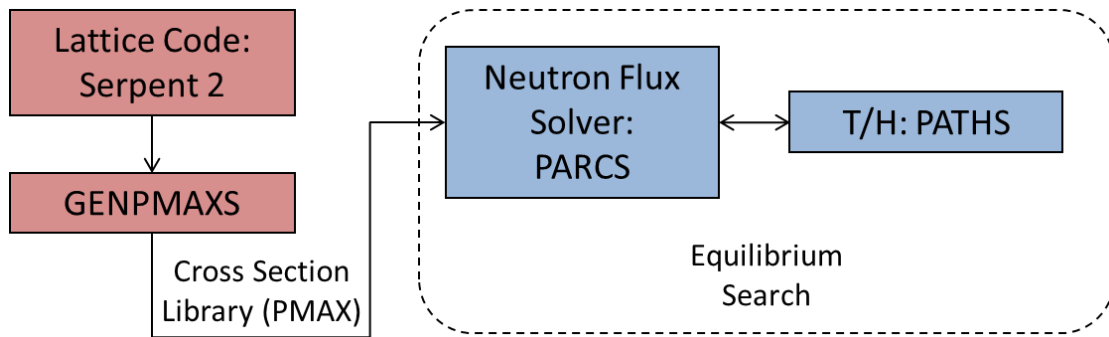 Lattice Code:
Serpent 2
GENPMAXS
Cross Section
Library (PMAX)
Neutron Flux
Solver:
PARCS
T/H: PATHS
Equilibrium
Search